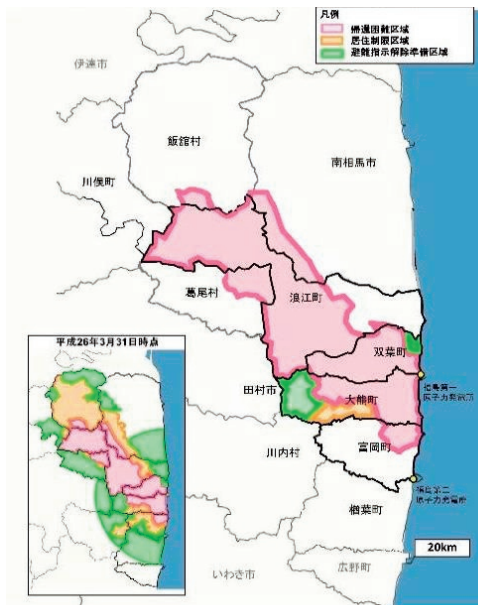 凡例
帰還困難区域
居住制限区域
避難指示解除準備区域
伊達市
飯舘村
南相馬市
川俣町
葛尾村
浪江町
平成26年3月31日時点
双葉町
福島第一
原子力発電所
田村市
大熊町
川内村
富岡町
福島第二
原子力発電所
楢葉町
20km
いわき市
広野町